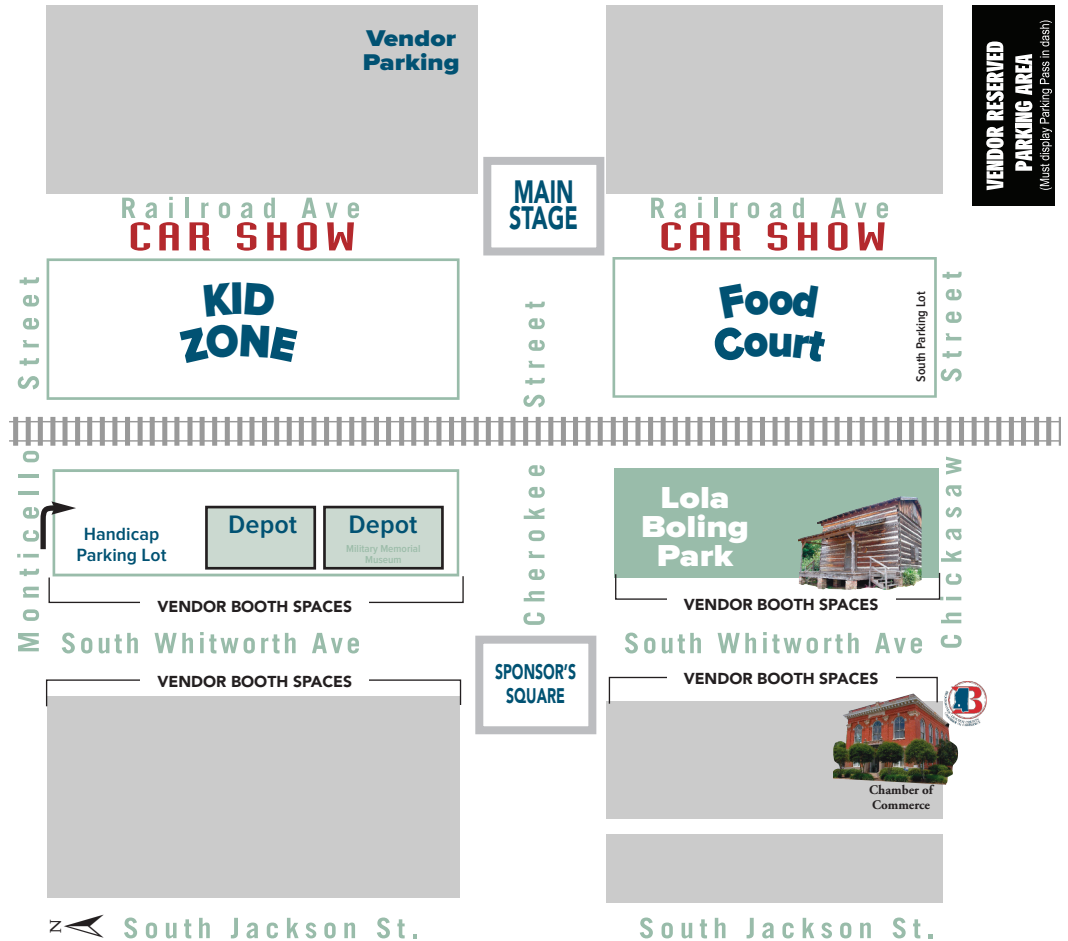 Vendor
Parking
VENDOR RESERVED
PARKING AREA
(Must display Parking Pass in dash)
MAIN
STAGE
Railroad Ave
CAR SHOW
Railroad Ave
CAR SHOW
KID
ZONE
Food
Court
South Parking Lot
Monticello Street
Cherokee Street
Chickasaw Street
Handicap
Parking Lot
Depot
Depot
Military Memorial
Museum
Lola
Boling
Park
VENDOR BOOTH SPACES
VENDOR BOOTH SPACES
South Whitworth Ave
South Whitworth Ave
VENDOR BOOTH SPACES
VENDOR BOOTH SPACES
SPONSOR'S
SQUARE
B
Chamber of
Commerce
N
South Jackson St.
South Jackson St.